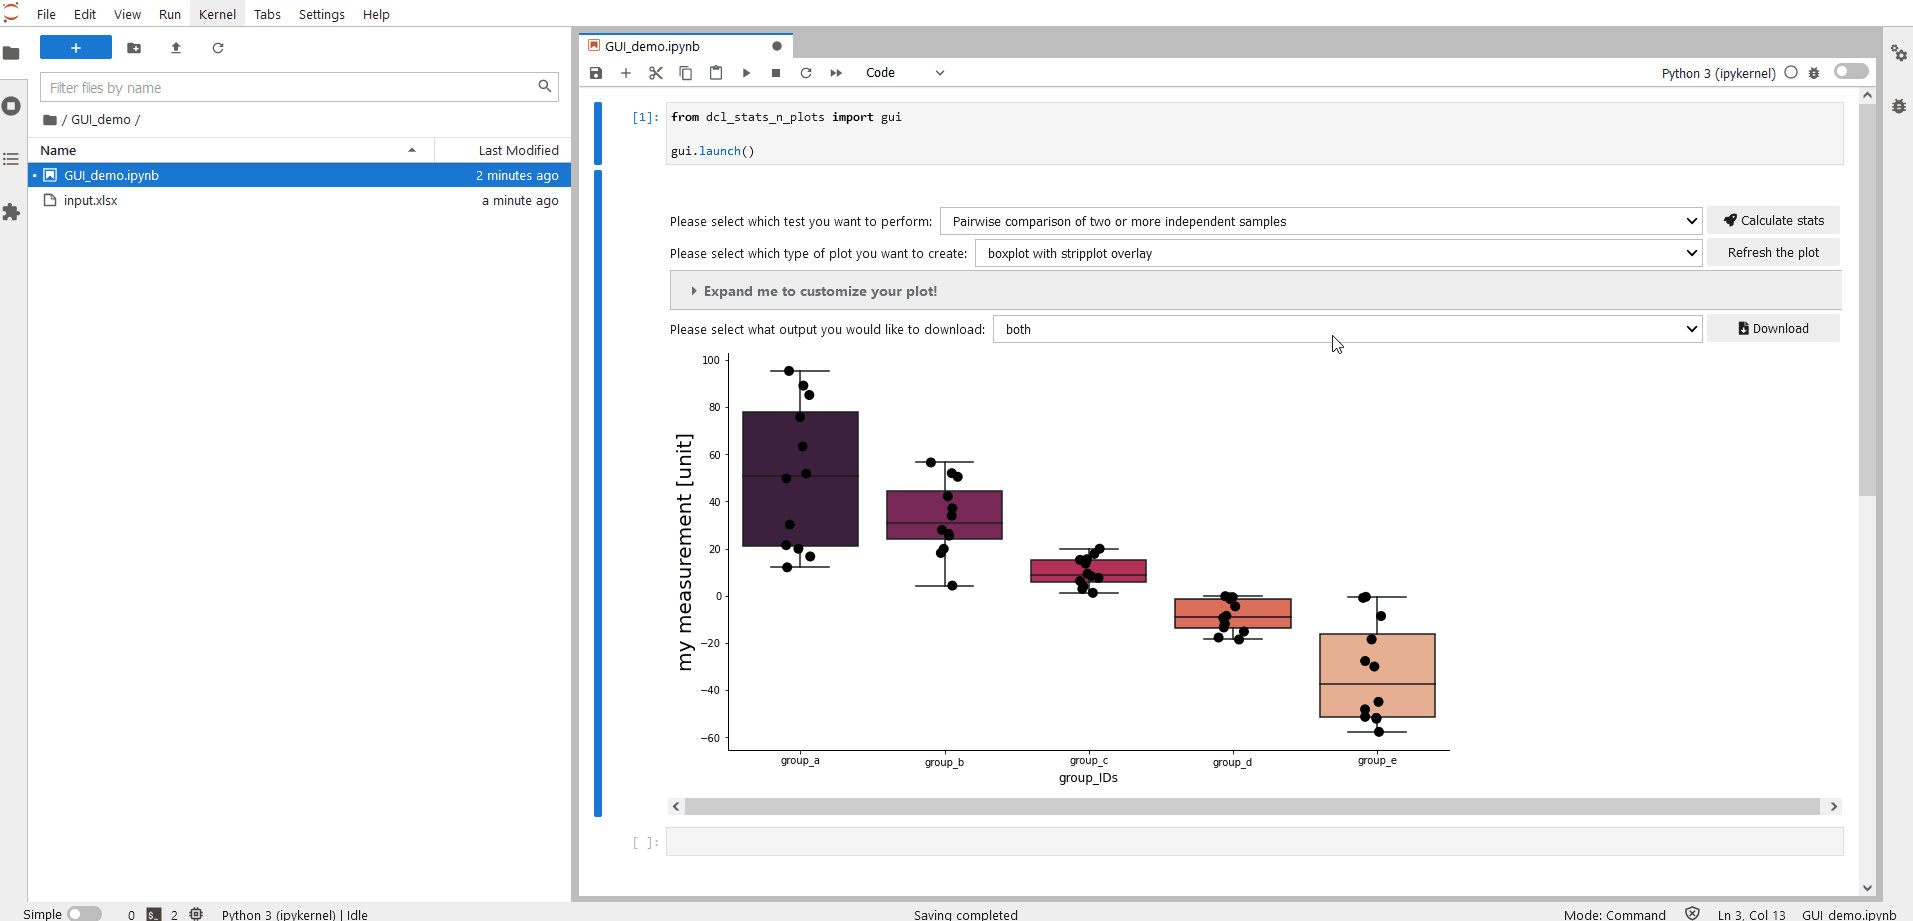 File Edit View Run Kernel Tabs Settings Help
Filter files by name
/ GUI_demo /
Name Last Modified
GUI_demo.ipynb 2 minutes ago
input.xlsx a minute ago
GUI_demo.ipynb
Code
Python 3 (ipykernel)
[1]: from dcl_stats_n_plots import gui
gui.launch()
Please select which test you want to perform: Pairwise comparison of two or more independent samples Calculate stats
Please select which type of plot you want to create: boxplot with stripplot overlay Refresh the plot
Expand me to customize your plot!
Please select what output you would like to download: both Download
100
80
60
40
20
0
−20
−40
−60
my measurement [unit]
group_a group_b group_c group_d group_e
group_IDs
[ ]:
Simple 0 $_ 2 Python 3 (ipykernel) | Idle Saving completed Mode: Command Ln 3, Col 13 GUI_demo.ipynb